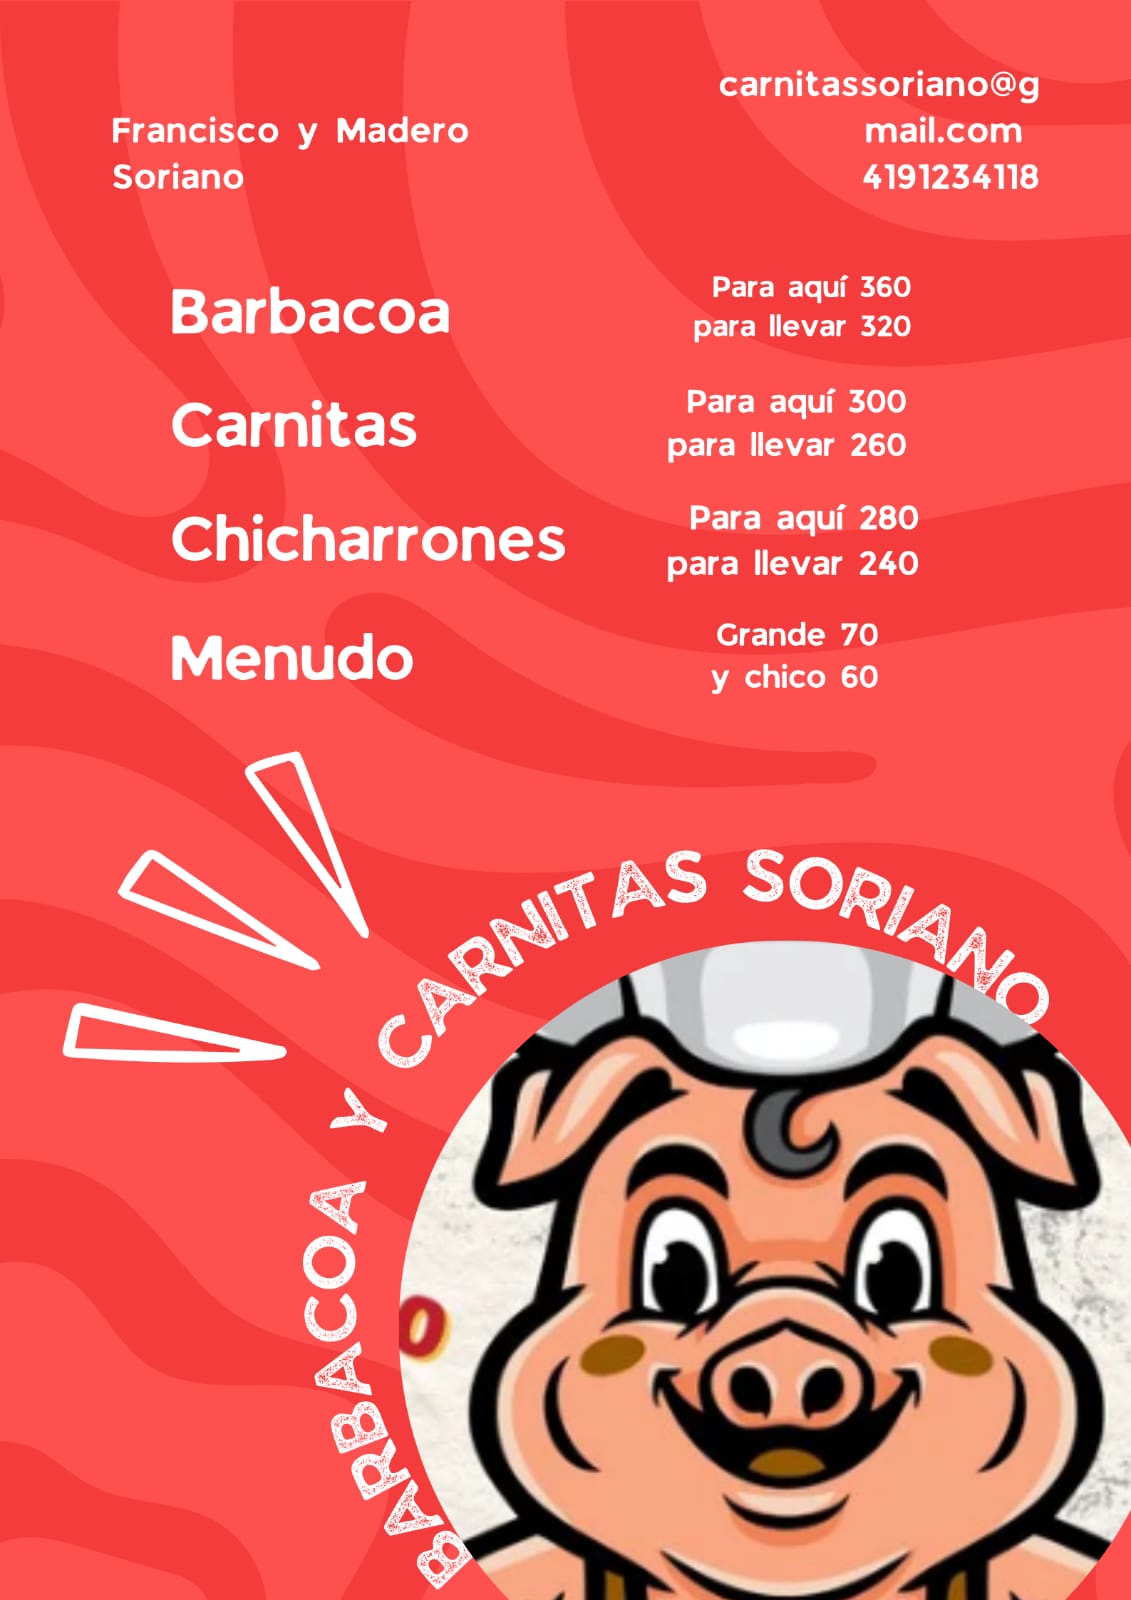 Francisco y Madero
Soriano
carnitassoriano@g
mail.com
4191234118
Barbacoa
Para aquí 360
para llevar 320
Carnitas
Para aquí 300
para llevar 260
Chicharrones
Para aquí 280
para llevar 240
Menudo
Grande 70
y chico 60
BARBACOA Y CARNITAS SORIANO
O